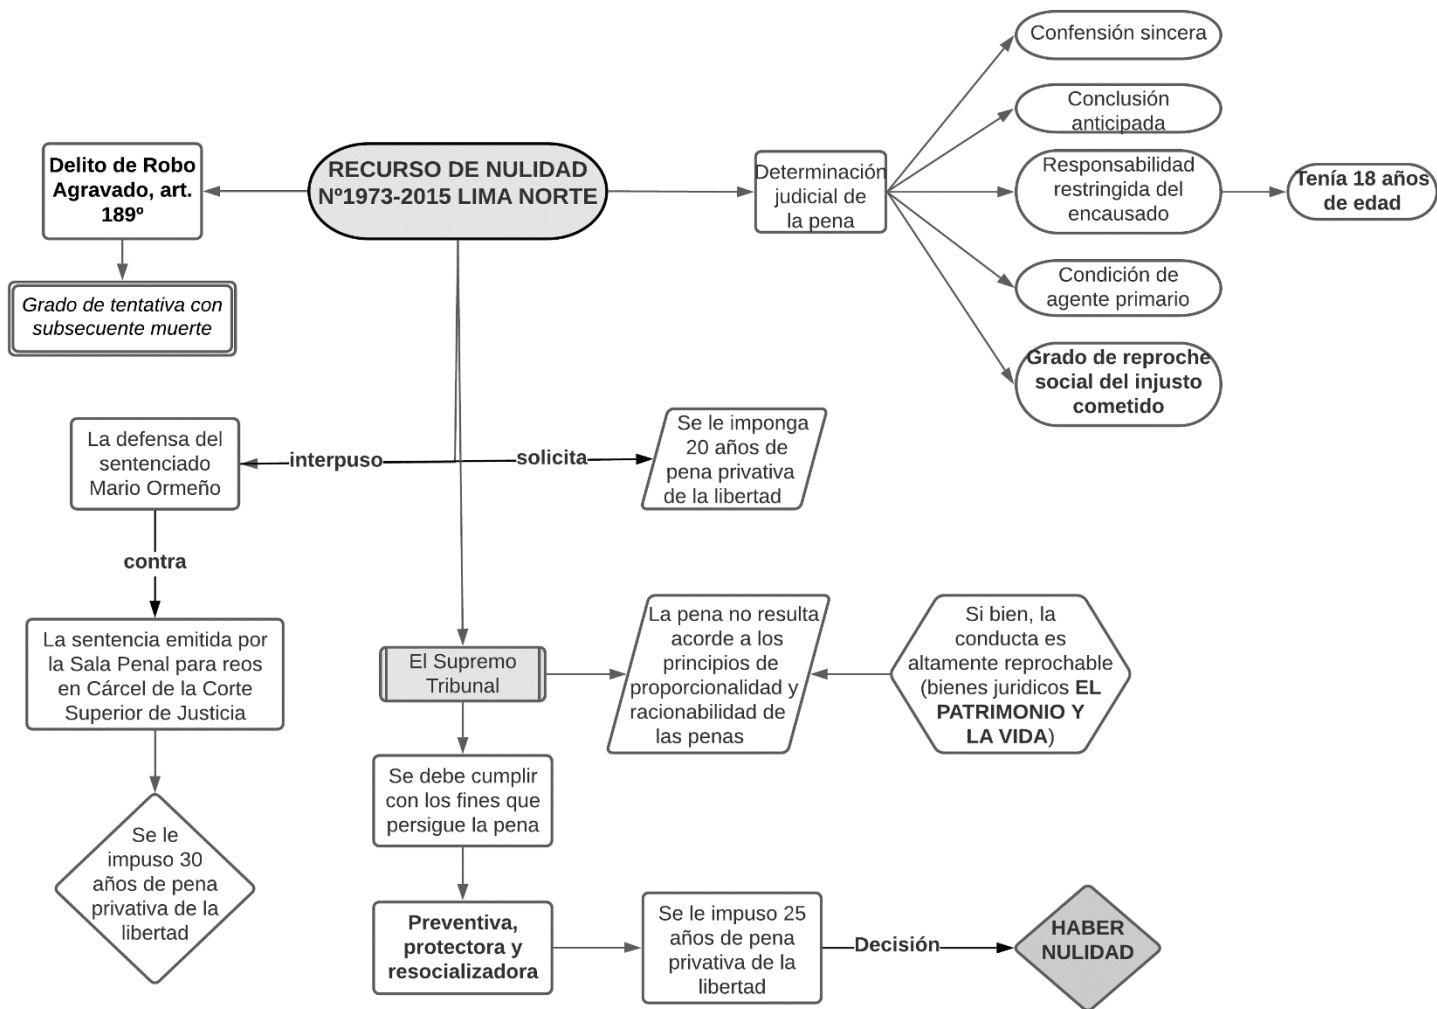 Confensión sincera
Conclusión
anticipada
Delito de Robo
Agravado, art.
189º
RECURSO DE NULIDAD
Nº1973-2015 LIMA NORTE
Determinación
judicial de
la pena
Responsabilidad
restringida del
encausado
Tenía 18 años
de edad
Grado de tentativa con
subsecuente muerte
Condición de
agente primario
Grado de reproche
social del injusto
cometido
La defensa del
sentenciado
Mario Ormeño
interpuso
solicita
Se le imponga
20 años de
pena privativa
de la libertad
contra
La sentencia emitida por
la Sala Penal para reos
en Cárcel de la Corte
Superior de Justicia
El Supremo
Tribunal
La pena no resulta
acorde a los
principios de
proporcionalidad y
racionabilidad de
las penas
Si bien, la
conducta es
altamente reprochable
(bienes juridicos EL
PATRIMONIO Y
LA VIDA)
Se debe cumplir
con los fines que
persigue la pena
Se le
impuso 30
años de pena
privativa de la
libertad
Preventiva,
protectora y
resocializadora
Se le impuso 25
años de pena
privativa de la
libertad
Decisión
HABER
NULIDAD